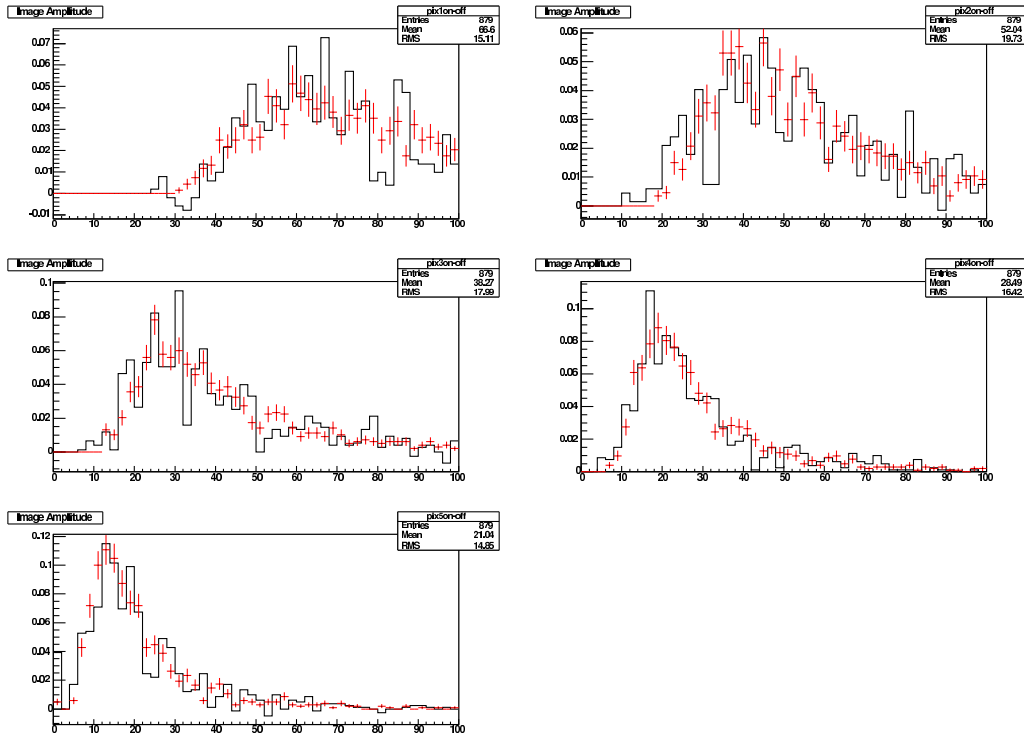 Image Amplitude
pix1on-off
Entries 879
Mean 66.6
RMS 15.11
0.07
0.06
0.05
0.04
0.03
0.02
0.01
0
-0.01
0 10 20 30 40 50 60 70 80 90 100
Image Amplitude
pix2on-off
Entries 879
Mean 52.04
RMS 19.73
0.06
0.05
0.04
0.03
0.02
0.01
0
0 10 20 30 40 50 60 70 80 90 100
Image Amplitude
pix3on-off
Entries 879
Mean 38.27
RMS 17.99
0.1
0.08
0.06
0.04
0.02
0
0 10 20 30 40 50 60 70 80 90 100
Image Amplitude
pix4on-off
Entries 879
Mean 28.49
RMS 16.42
0.1
0.08
0.06
0.04
0.02
0
0 10 20 30 40 50 60 70 80 90 100
Image Amplitude
pix5on-off
Entries 879
Mean 21.04
RMS 14.85
0.12
0.1
0.08
0.06
0.04
0.02
0
0 10 20 30 40 50 60 70 80 90 100